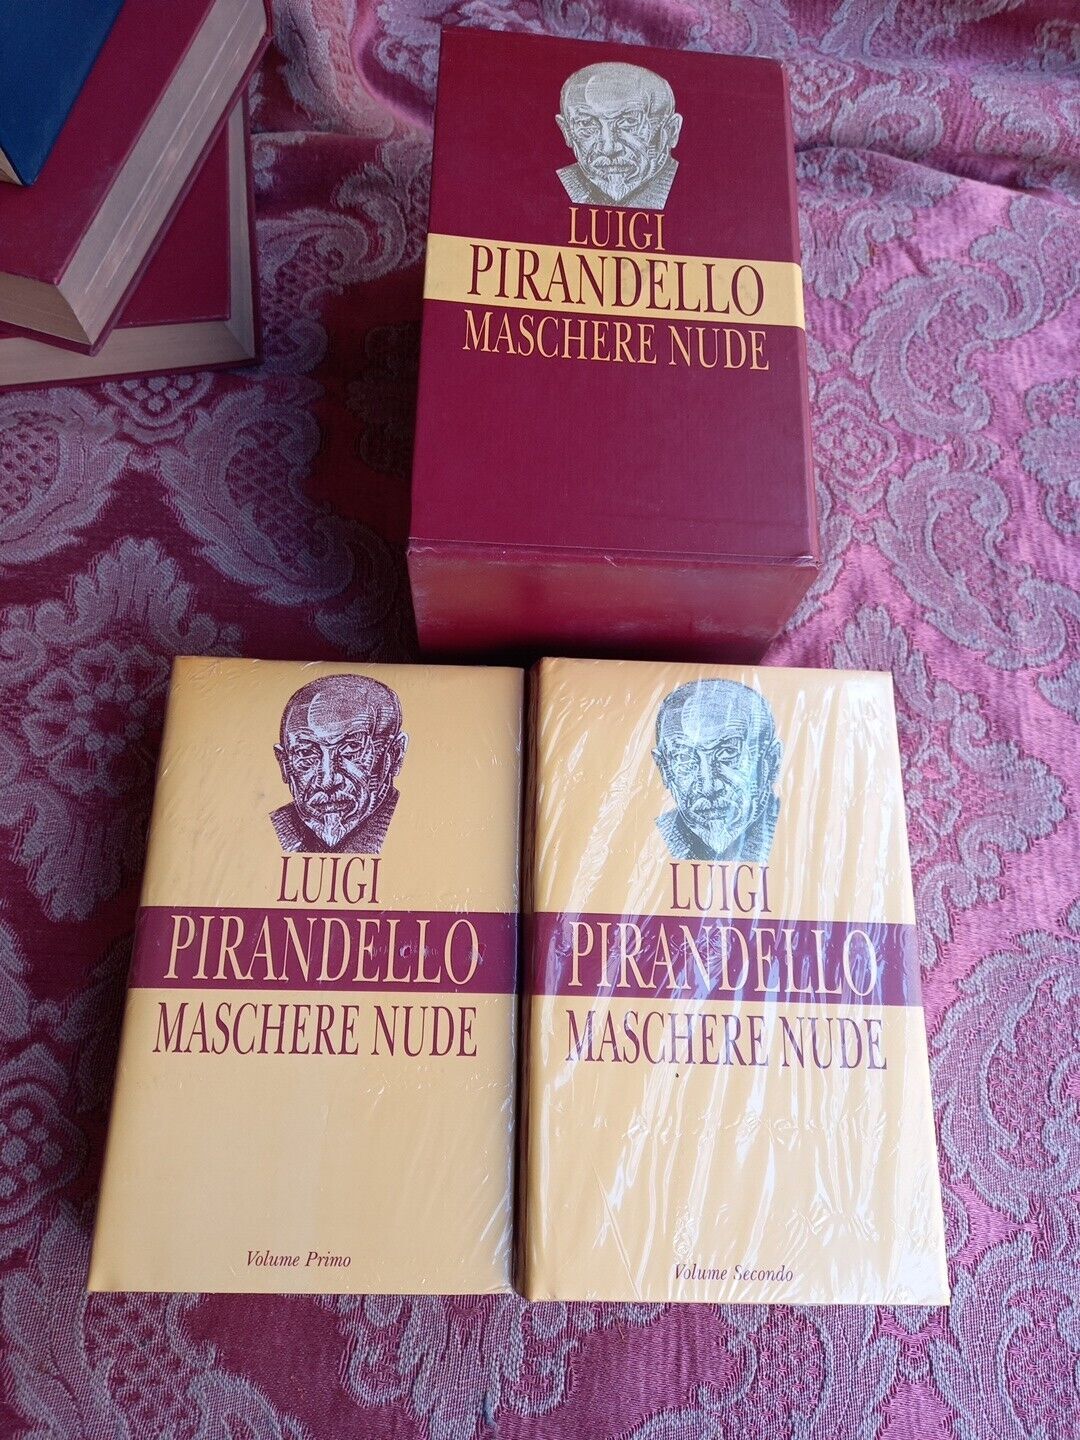 LUIGI
PIRANDELLO
MASCHERE NUDE
LUIGI
PIRANDELLO
MASCHERE NUDE
Volume Primo
LUIGI
PIRANDELLO
MASCHERE NUDE
Volume Secondo